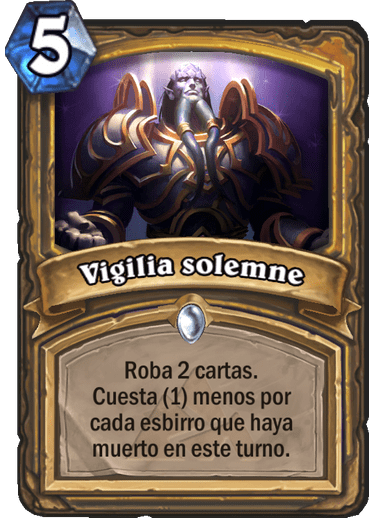 5
Vigilia solemne
Roba 2 cartas.
Cuesta (1) menos por
cada esbirro que haya
muerto en este turno.